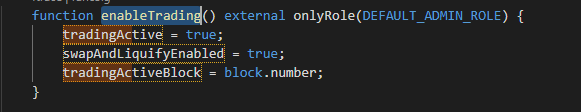 function enableTrading() external onlyRole(DEFAULT_ADMIN_ROLE) {
tradingActive = true;
swapAndLiquifyEnabled = true;
tradingActiveBlock = block.number;
}